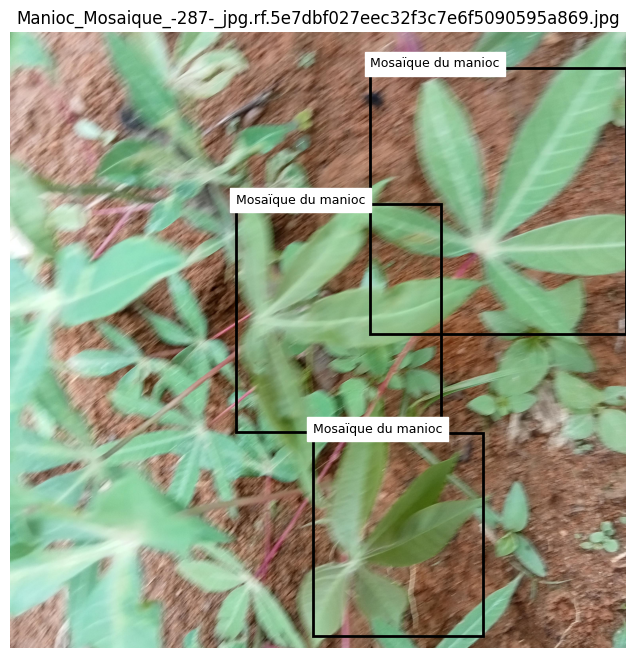 Manioc_Mosaique_-287-_jpg.rf.5e7dbf027eec32f3c7e6f5090595a869.jpg
Mosaïque du manioc
Mosaïque du manioc
Mosaïque du manioc